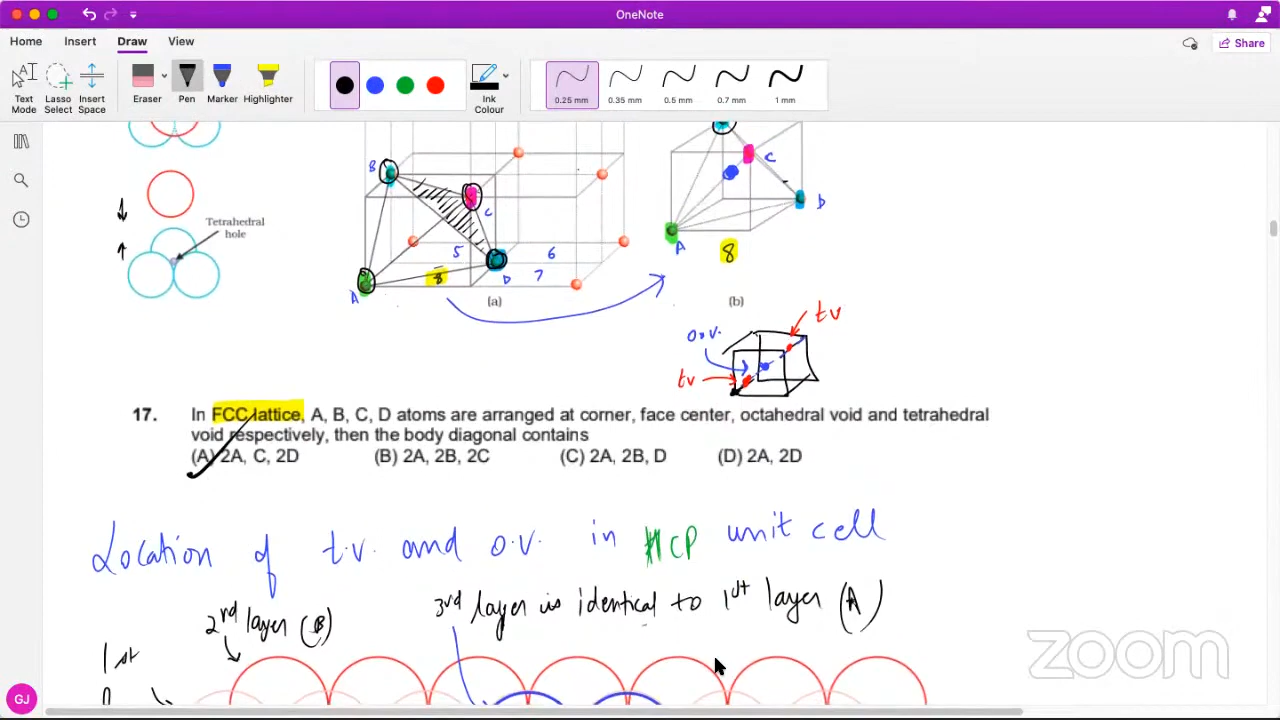 OneNote
Home Insert Draw View
Share
Text Mode
Lasso Select
Insert Space
Eraser
Pen
Marker
Highlighter
0.25 mm
0.35 mm
0.5 mm
0.7 mm
1 mm
Ink Colour
Tetrahedral hole
B
C
5
6
8
7
A
D
(a)
C
D
A
8
(b)
o.v.
t v
tv
17. In FCC lattice, A, B, C, D atoms are arranged at corner, face center, octahedral void and tetrahedral
void respectively, then the body diagonal contains
(A) 2A, C, 2D (B) 2A, 2B, 2C (C) 2A, 2B, D (D) 2A, 2D
Location of t.v. and o.v. in HCP unit cell
3rd layer is identical to 1st layer (A)
2nd layer (B)
1st
zoom
GJ